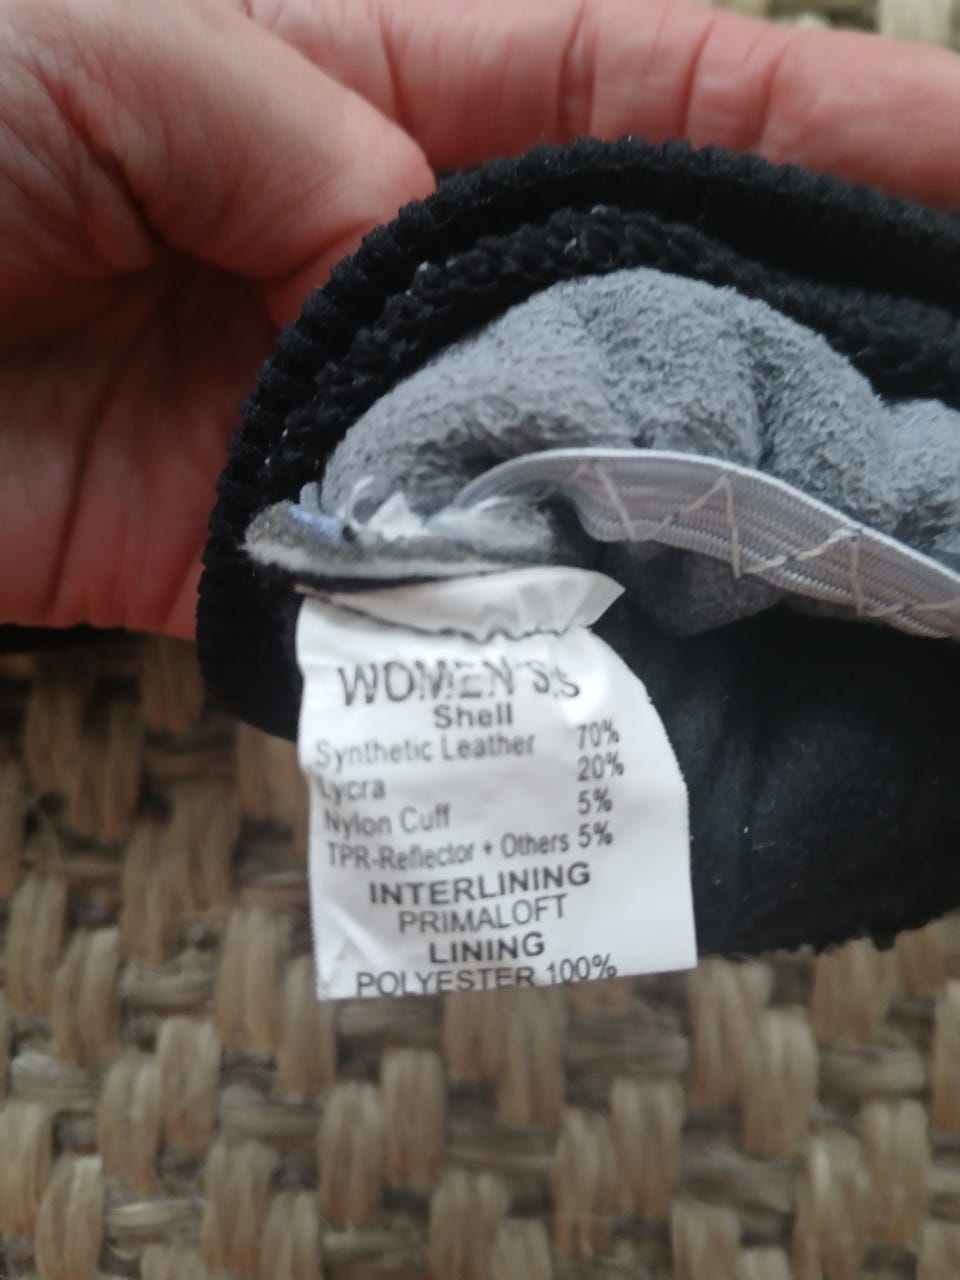 WOMEN'S.S
Shell
Synthetic Leather 70%
Lycra 20%
Nylon Cuff 5%
TPR-Reflector + Others 5%
INTERLINING
PRIMALOFT
LINING
POLYESTER 100%